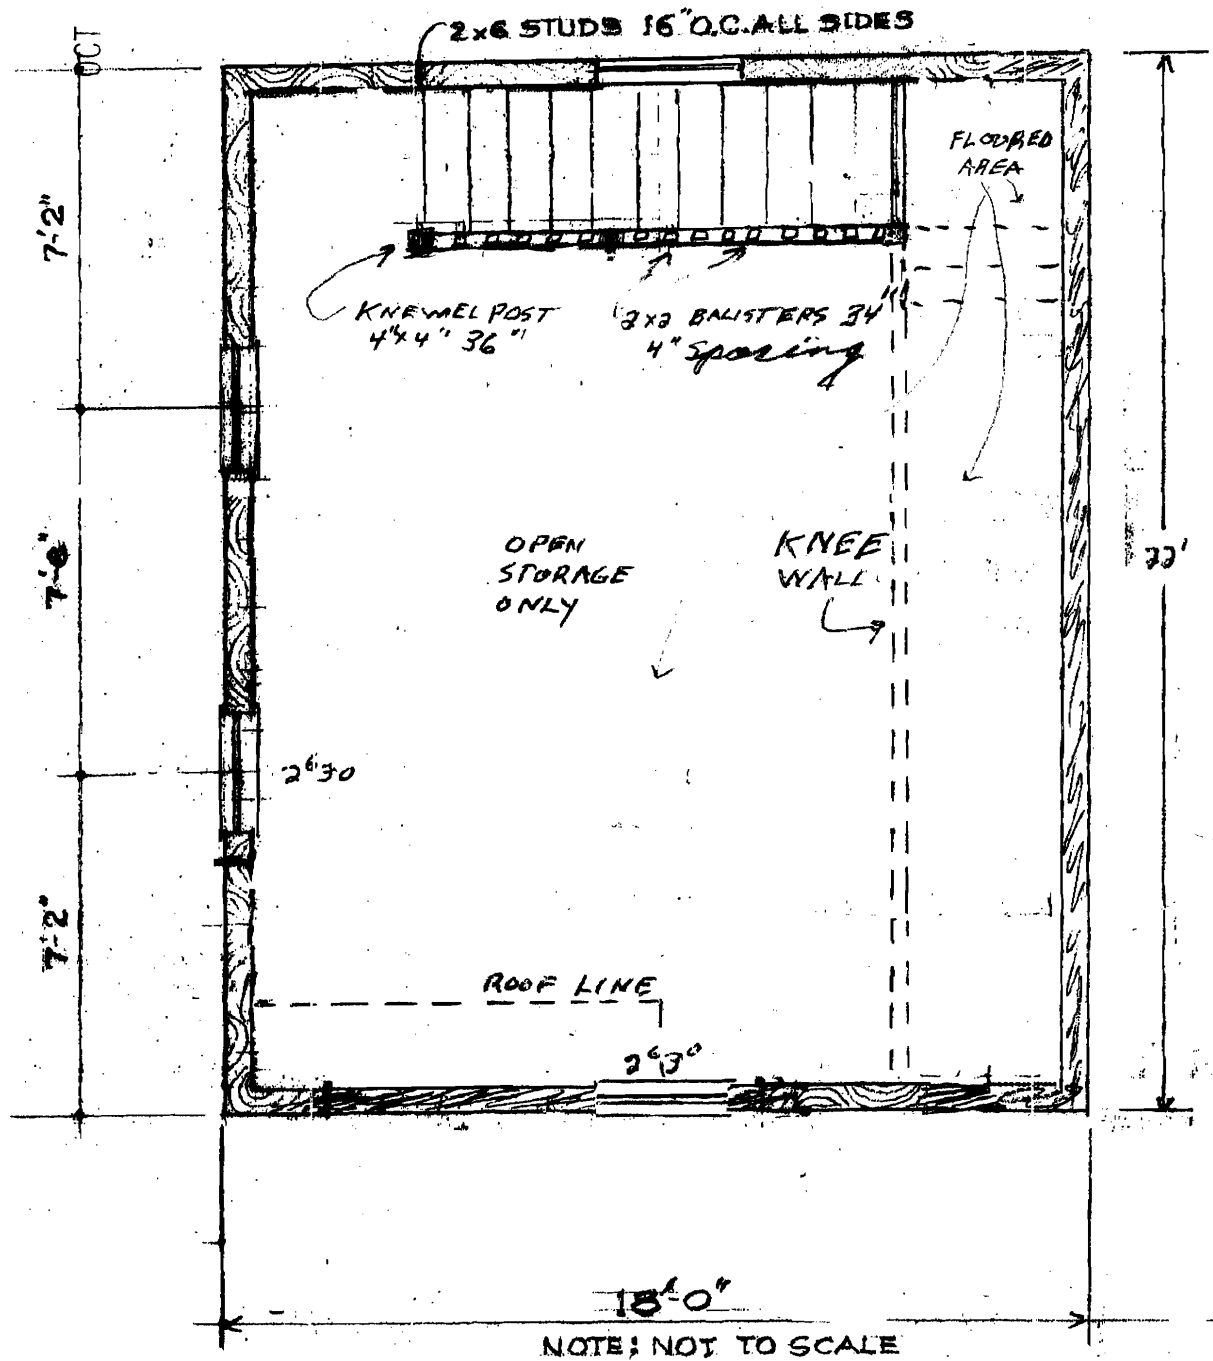 OCT
2x6 STUDS 16" O.C. ALL SIDES
FLOORED
AREA
7'2"
KNEWEL POST
4"x4" 36"
2x2 BALISTERS 34"
4" Spacing
OPEN
STORAGE
ONLY
KNEE
WALL
22'
2⁶30
7'-2"
ROOF LINE
2⁶3⁰
18'-0"
NOTE: NOT TO SCALE